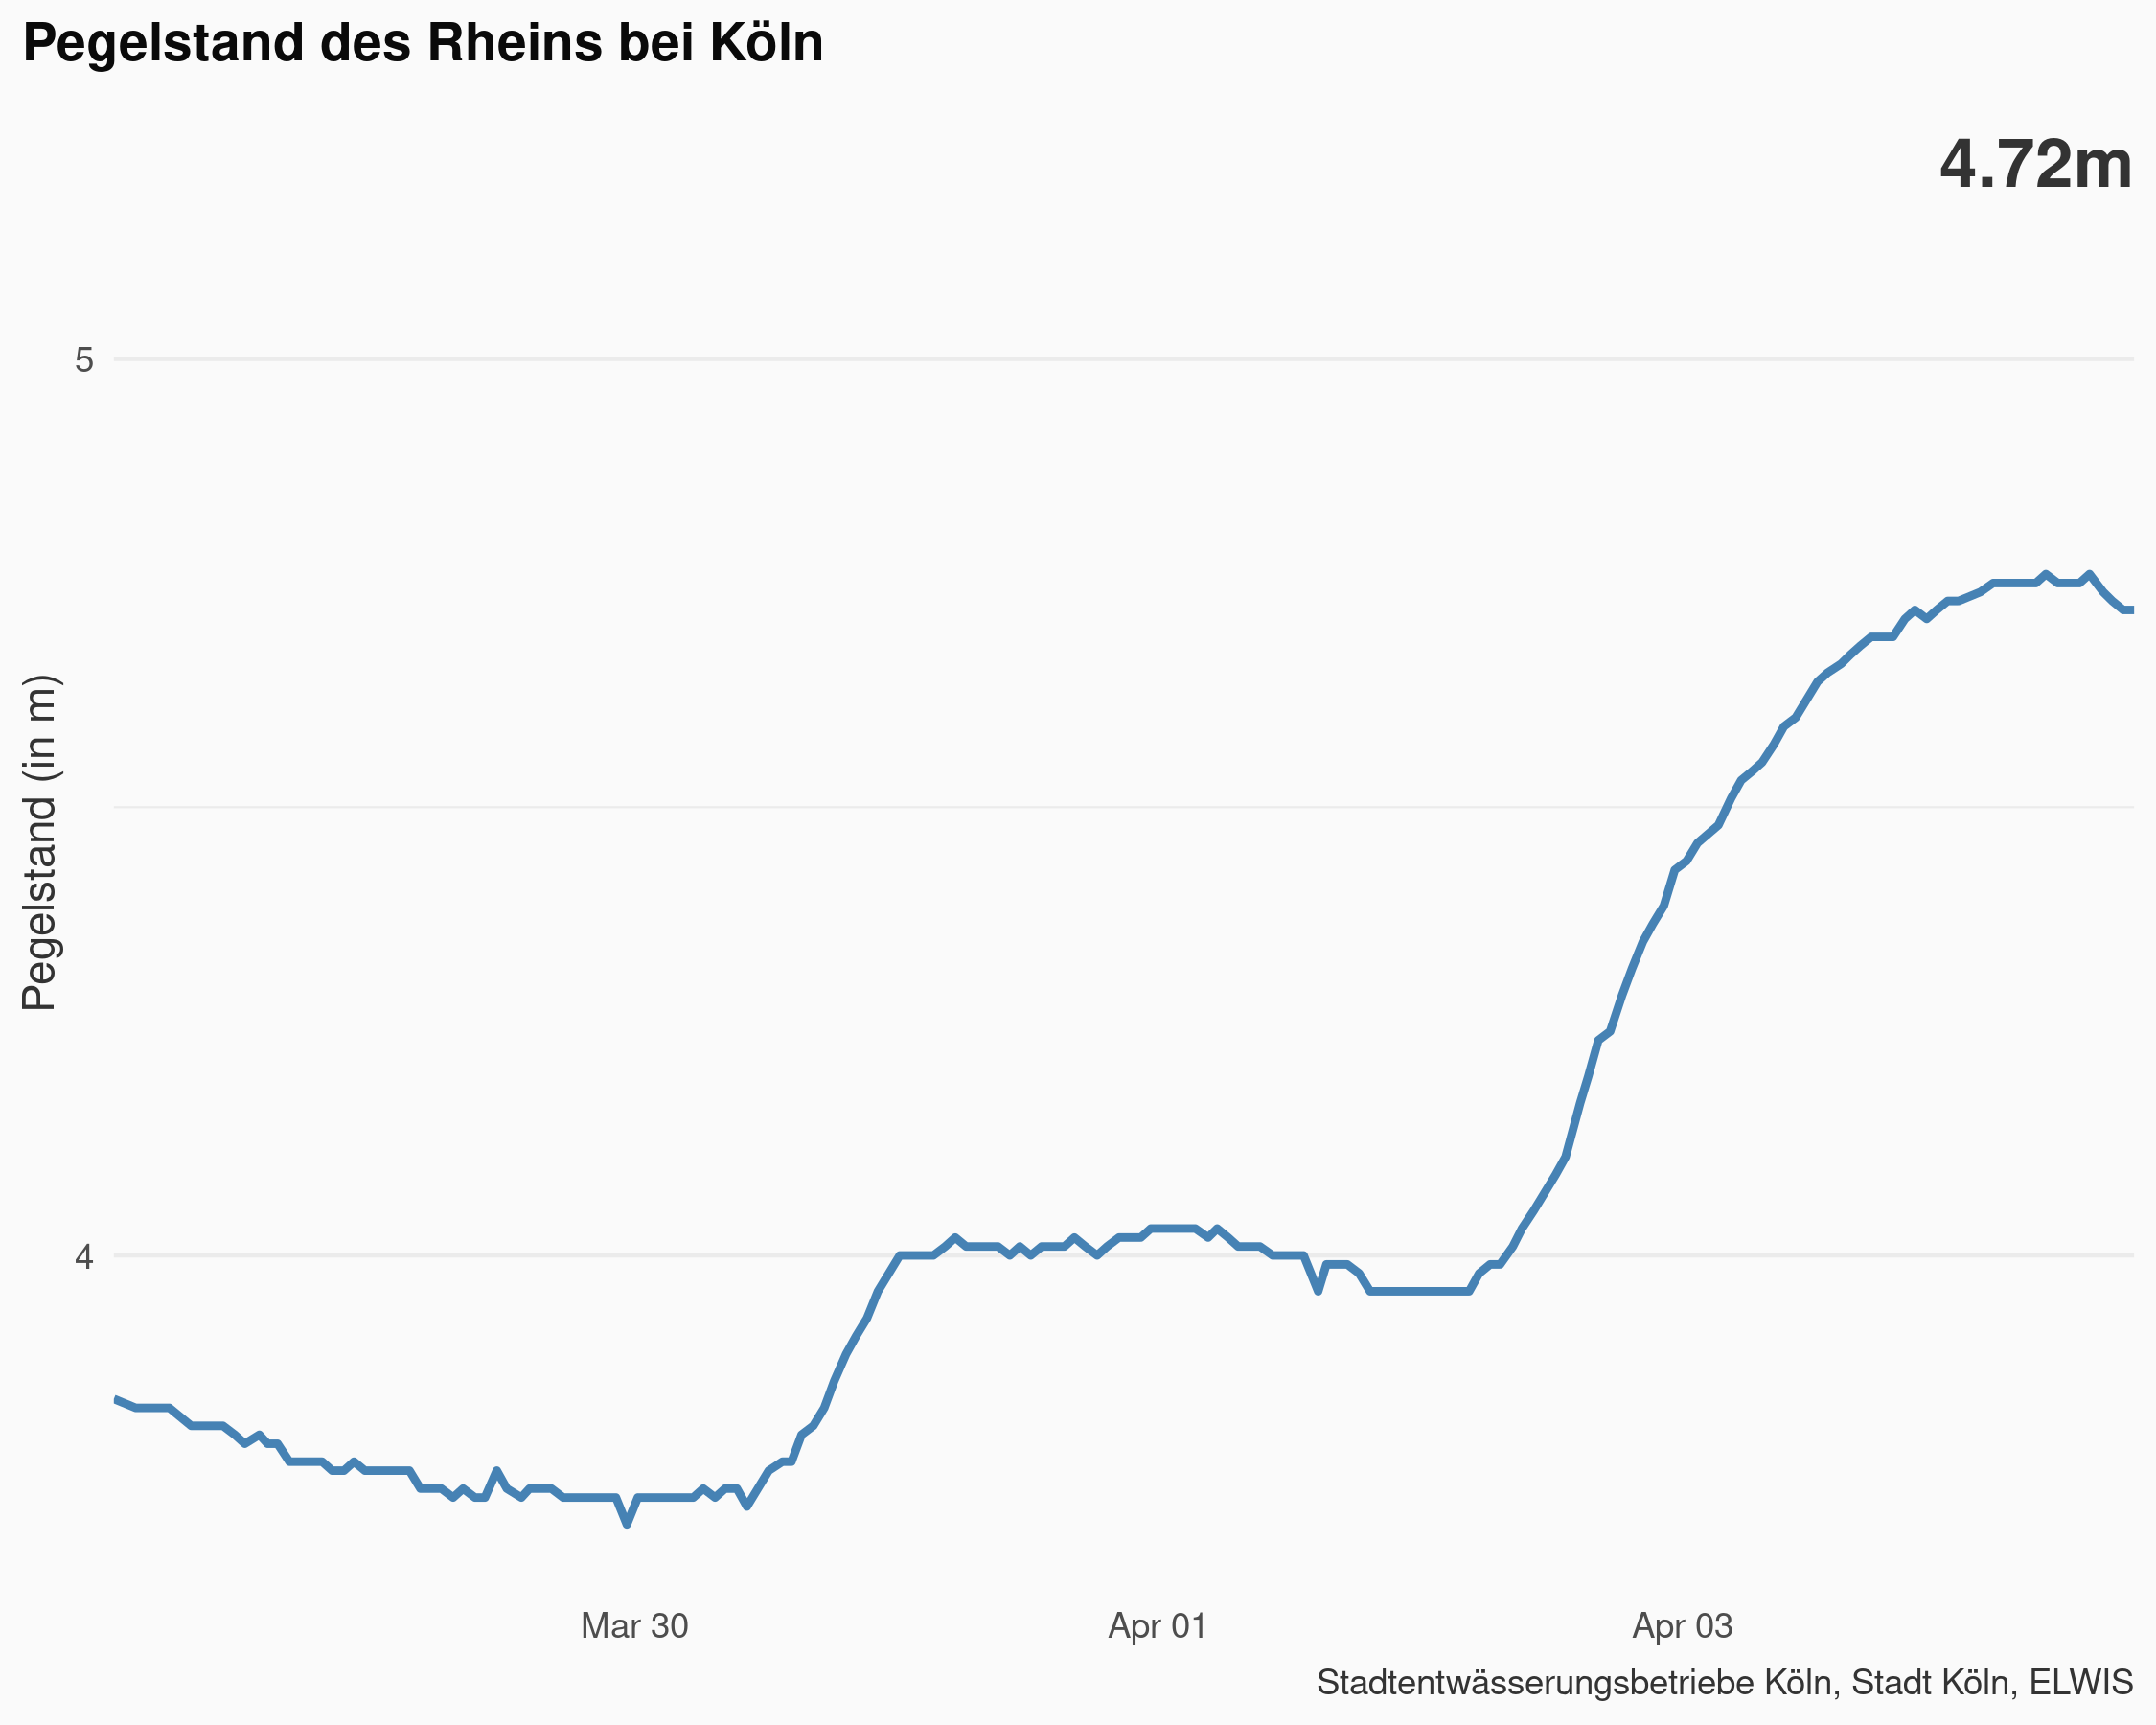 Pegelstand des Rheins bei Köln
4.72m
5
Pegelstand (in m)
4
Mar 30
Apr 01
Apr 03
Stadtentwässerungsbetriebe Köln, Stadt Köln, ELWIS